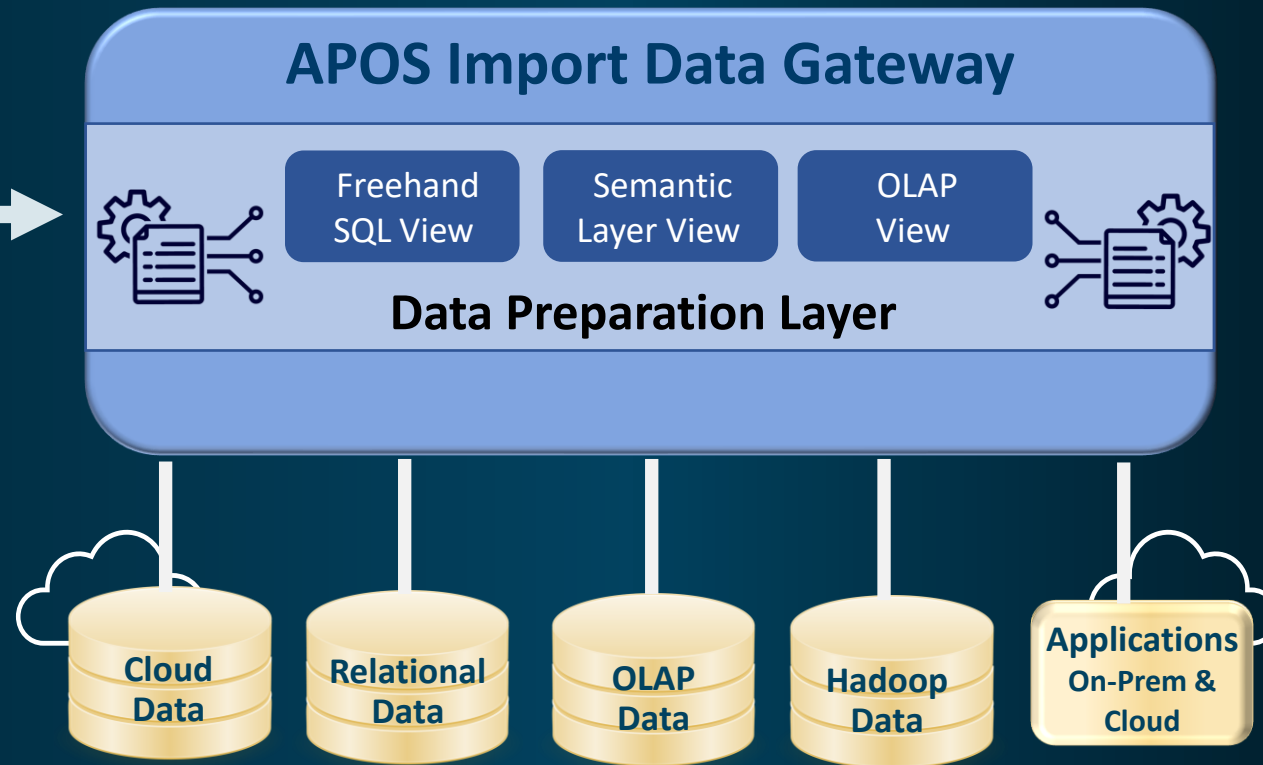 APOS Import Data Gateway
Freehand
SQL View
Semantic
Layer View
OLAP
View
Data Preparation Layer
Cloud
Data
Relational
Data
OLAP
Data
Hadoop
Data
Applications
On-Prem &
Cloud